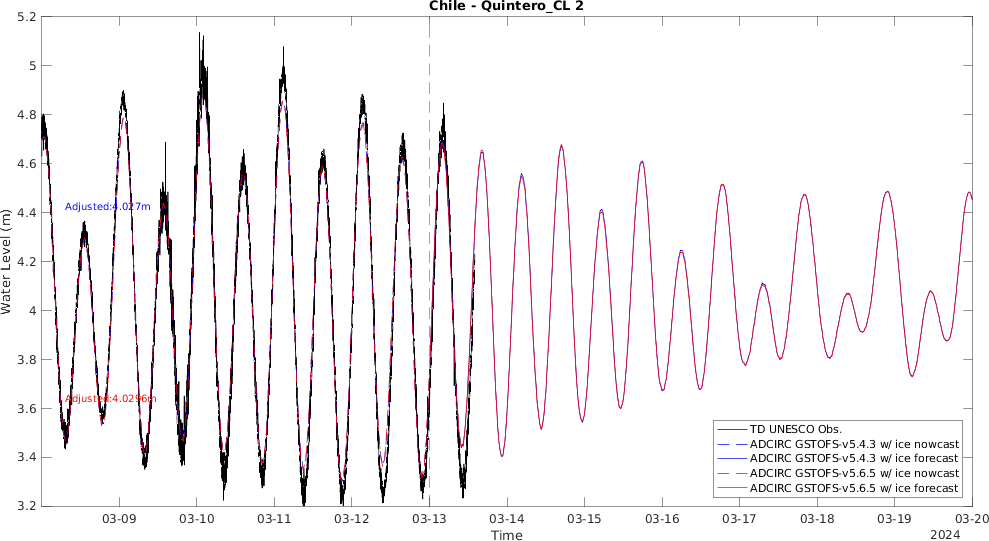 Chile - Quintero_CL 2
5.2
5
4.8
4.6
4.4
4.2
4
3.8
3.6
3.4
3.2
Water Level (m)
Adjusted:4.027m
Adjusted:4.0296m
TD UNESCO Obs.
ADCIRC GSTOFS-v5.4.3 w/ ice nowcast
ADCIRC GSTOFS-v5.4.3 w/ ice forecast
ADCIRC GSTOFS-v5.6.5 w/ ice nowcast
ADCIRC GSTOFS-v5.6.5 w/ ice forecast
03-09 03-10 03-11 03-12 03-13 03-14 03-15 03-16 03-17 03-18 03-19 03-20
Time
2024